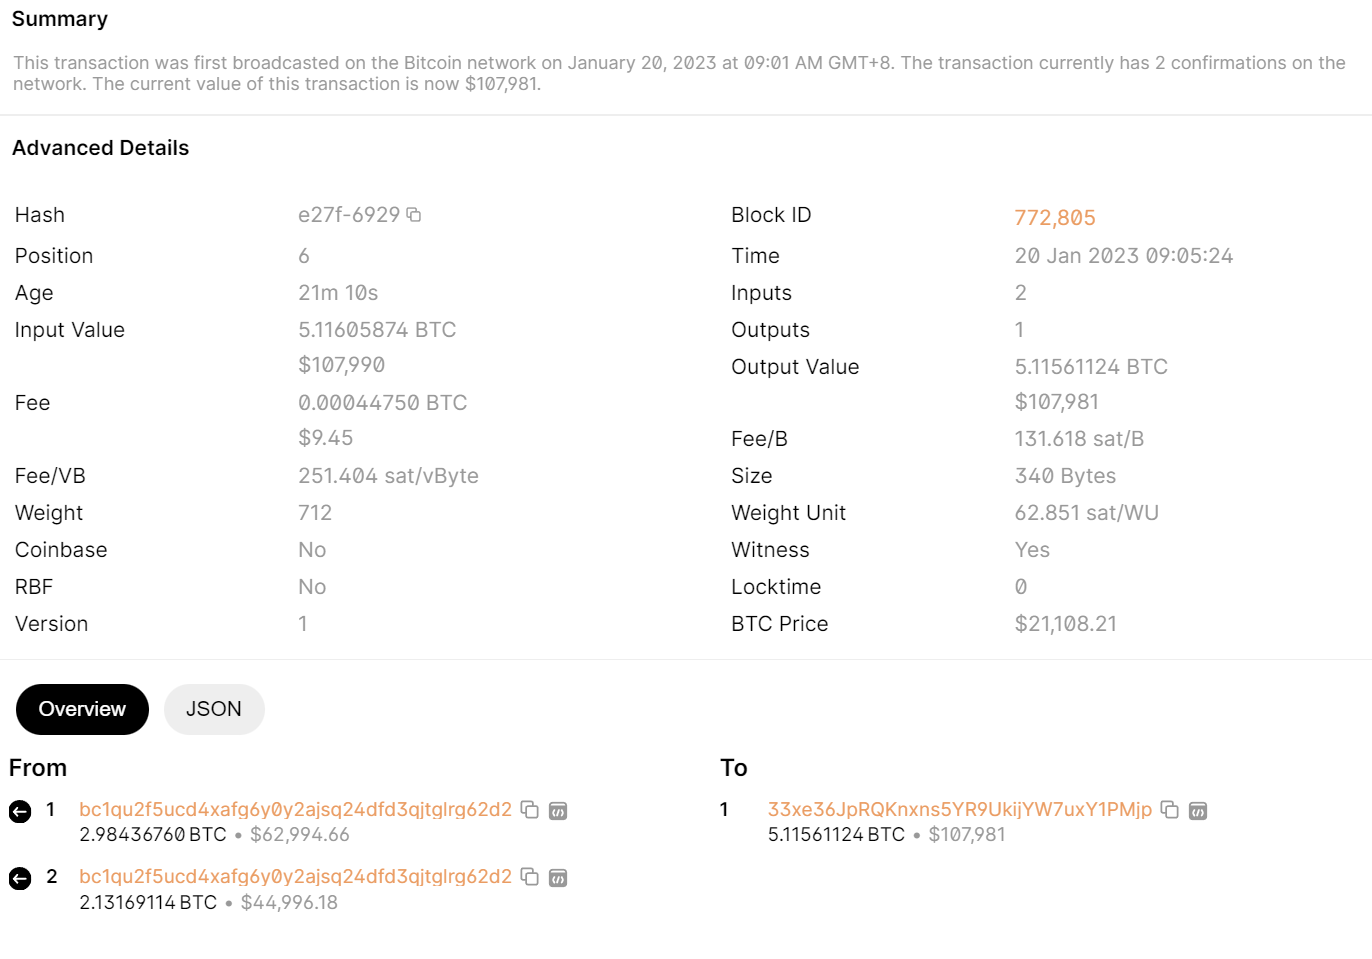 Summary
This transaction was first broadcasted on the Bitcoin network on January 20, 2023 at 09:01 AM GMT+8. The transaction currently has 2 confirmations on the
network. The current value of this transaction is now $107,981.
Advanced Details
Hash e27f-6929
Position 6
Age 21m 10s
Input Value 5.11605874 BTC
$107,990
Fee 0.00044750 BTC
$9.45
Fee/VB 251.404 sat/vByte
Weight 712
Coinbase No
RBF No
Version 1
Block ID 772,805
Time 20 Jan 2023 09:05:24
Inputs 2
Outputs 1
Output Value 5.11561124 BTC
$107,981
Fee/B 131.618 sat/B
Size 340 Bytes
Weight Unit 62.851 sat/WU
Witness Yes
Locktime 0
BTC Price $21,108.21
Overview JSON
From
1 bc1qu2f5ucd4xafg6y0y2ajsq24dfd3qjtglrg62d2
2.98436760 BTC • $62,994.66
2 bc1qu2f5ucd4xafg6y0y2ajsq24dfd3qjtglrg62d2
2.13169114 BTC • $44,996.18
To
1 33xe36JpRQKnxns5YR9UkijYW7uxY1PMjp
5.11561124 BTC • $107,981